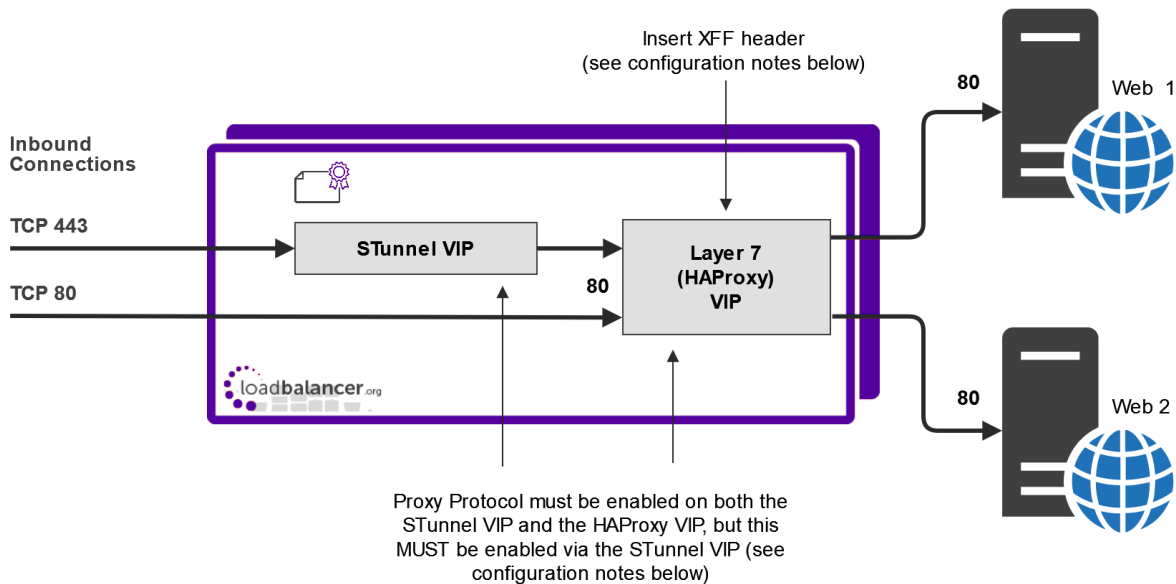 Insert XFF header
(see configuration notes below)
80
Web 1
Inbound
Connections
TCP 443
STunnel VIP
Layer 7
(HAProxy)
VIP
TCP 80
80
loadbalancer.org
80
Web 2
Proxy Protocol must be enabled on both the
STunnel VIP and the HAProxy VIP, but this
MUST be enabled via the STunnel VIP (see
configuration notes below)